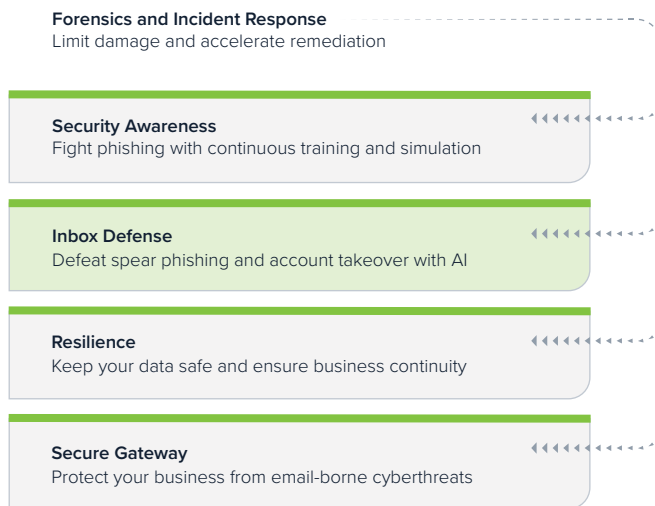 Forensics and Incident Response
Limit damage and accelerate remediation
Security Awareness
Fight phishing with continuous training and simulation
Inbox Defense
Defeat spear phishing and account takeover with AI
Resilience
Keep your data safe and ensure business continuity
Secure Gateway
Protect your business from email-borne cyberthreats